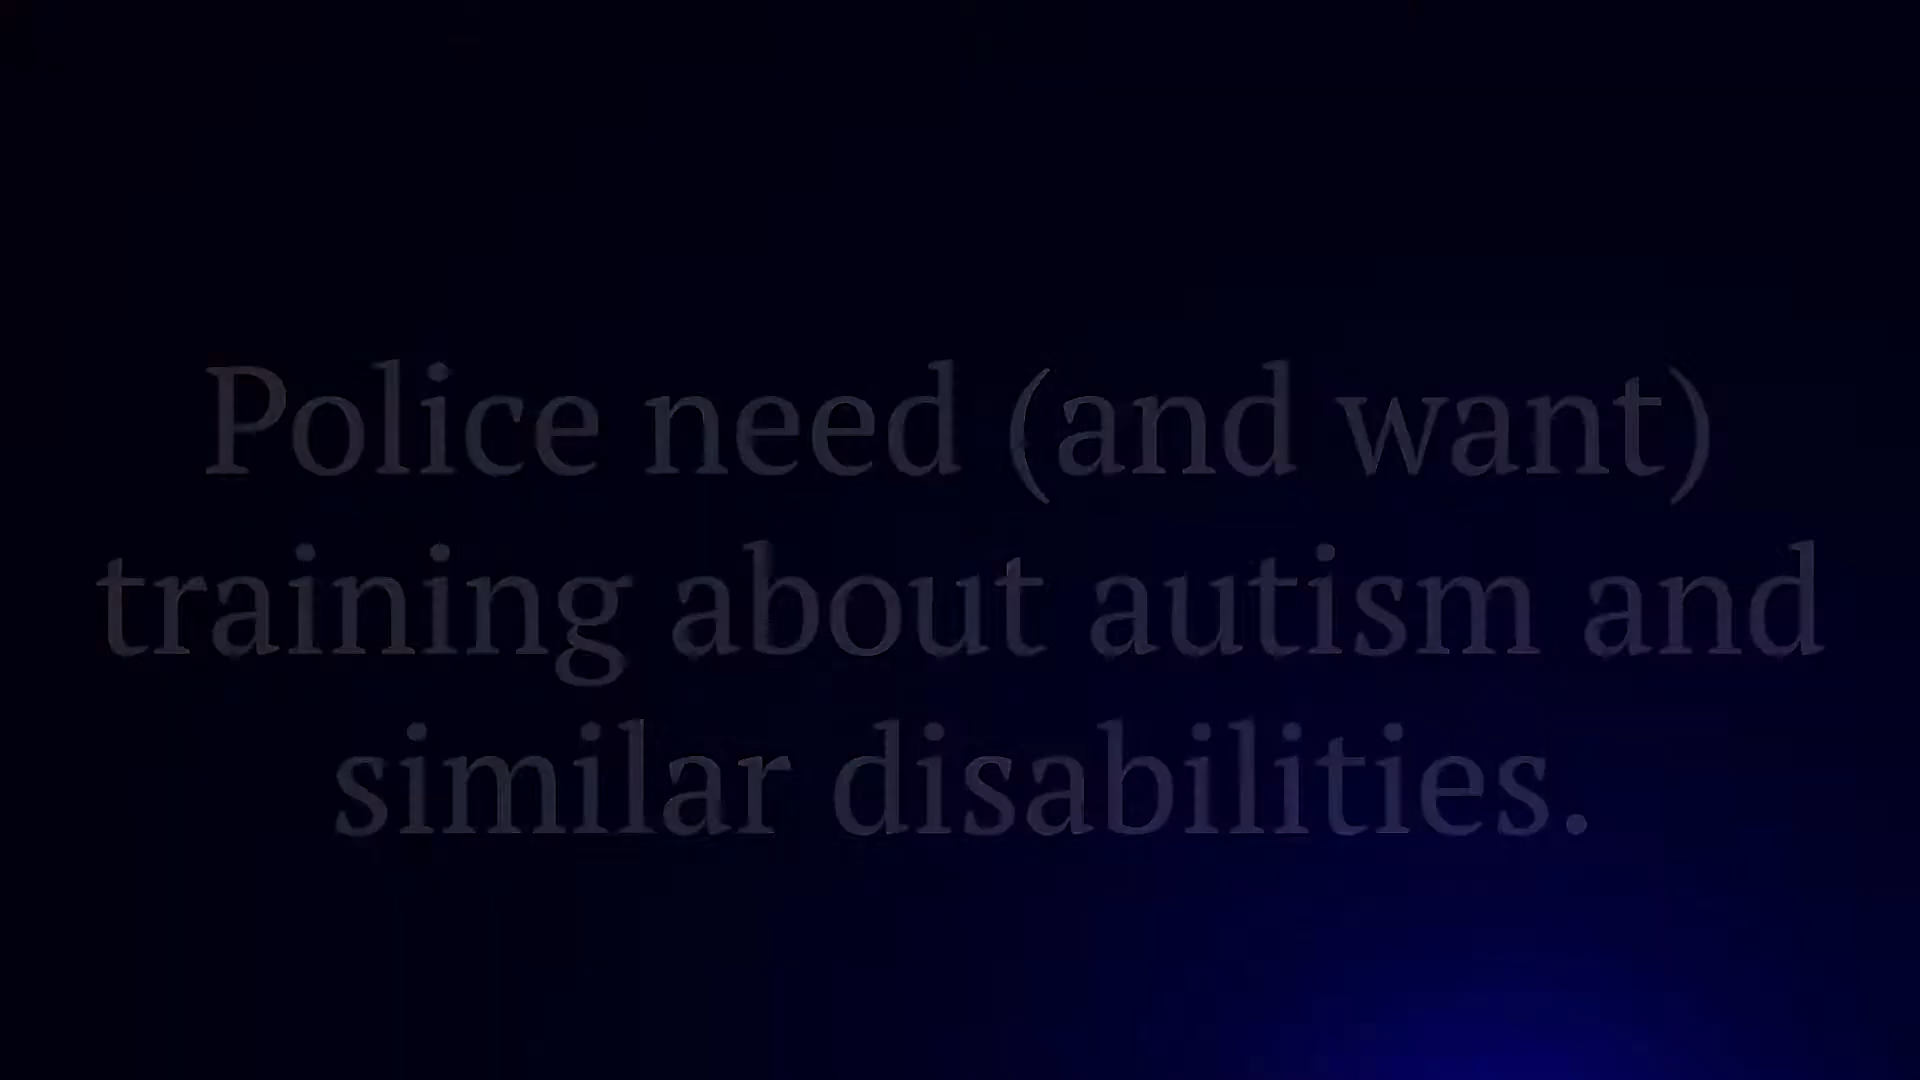 Police need (and want)
training about autism and
similar disabilities.